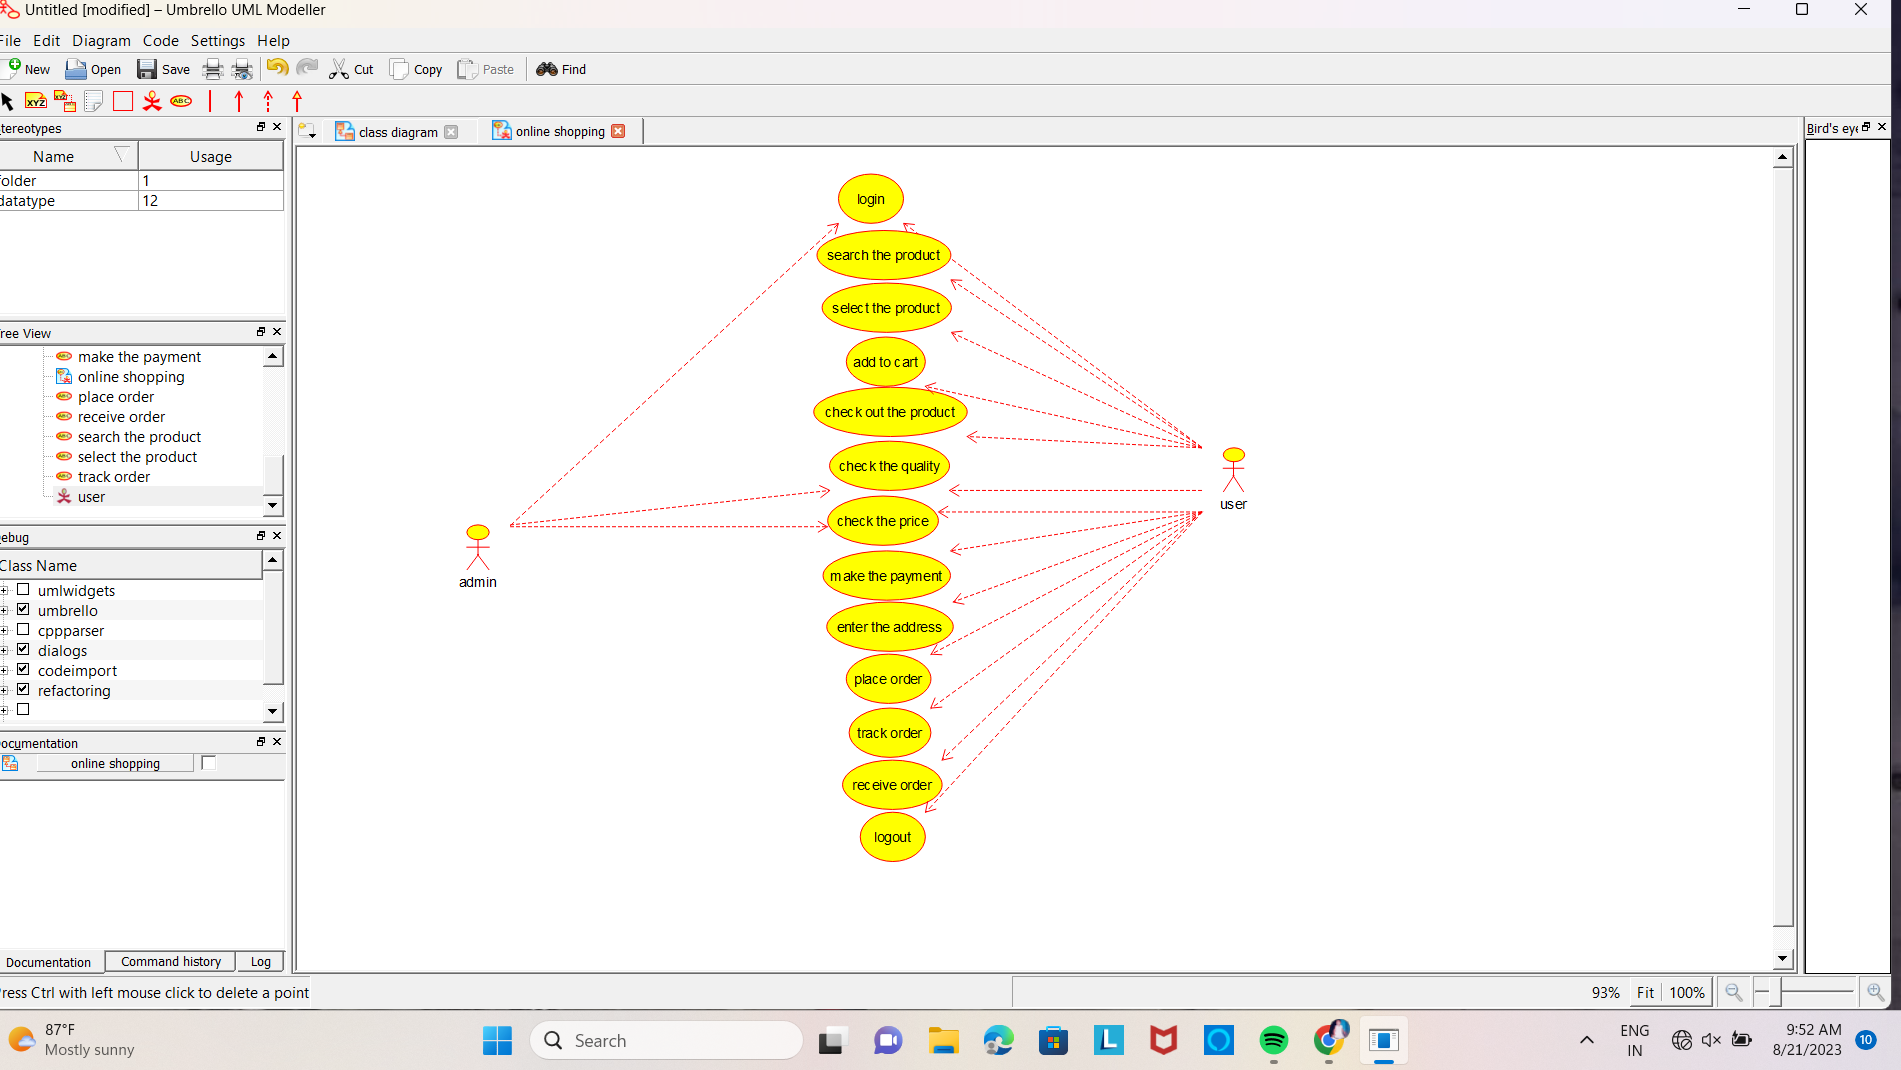 Untitled [modified] – Umbrello UML Modeller
File Edit Diagram Code Settings Help
New Open Save Cut Copy Paste Find
XYZ XYZ ABC
tereotypes
class diagram
online shopping
Bird's eye
Name Usage
folder 1
datatype 12
ree View
make the payment
online shopping
place order
receive order
search the product
select the product
track order
user
ebug
Class Name
umlwidgets
umbrello
cppparser
dialogs
codeimport
refactoring
ocumentation
online shopping
login
search the product
select the product
add to cart
check out the product
check the quality
check the price
make the payment
enter the address
place order
track order
receive order
logout
admin
user
Documentation Command history Log
ress Ctrl with left mouse click to delete a point
93% Fit 100%
87°F
Mostly sunny
Search
L
ENG
IN
9:52 AM
8/21/2023
10